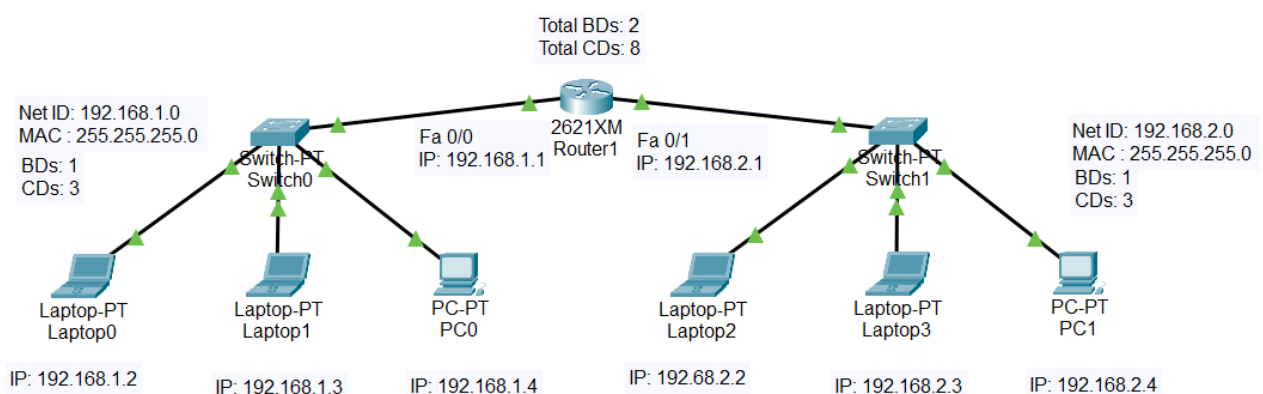 Total BDs: 2
Total CDs: 8
Net ID: 192.168.1.0
MAC : 255.255.255.0
BDs: 1
CDs: 3
Switch-PT
Switch0
Fa 0/0
IP: 192.168.1.1
2621XM
Router1
Fa 0/1
IP: 192.168.2.1
Switch-PT
Switch1
Net ID: 192.168.2.0
MAC : 255.255.255.0
BDs: 1
CDs: 3
Laptop-PT
Laptop0
Laptop-PT
Laptop1
PC-PT
PC0
Laptop-PT
Laptop2
Laptop-PT
Laptop3
PC-PT
PC1
IP: 192.168.1.2
IP: 192.168.1.3
IP: 192.168.1.4
IP: 192.68.2.2
IP: 192.168.2.3
IP: 192.168.2.4